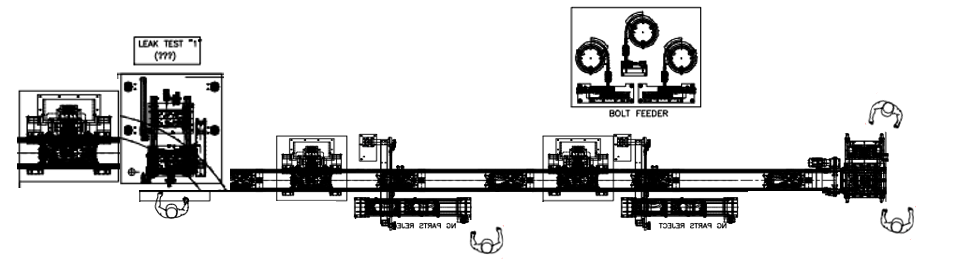 LEAK TEST "1"
(???)
BOLT FEEDER
NG PARTS REJECT
NG PARTS REJECT